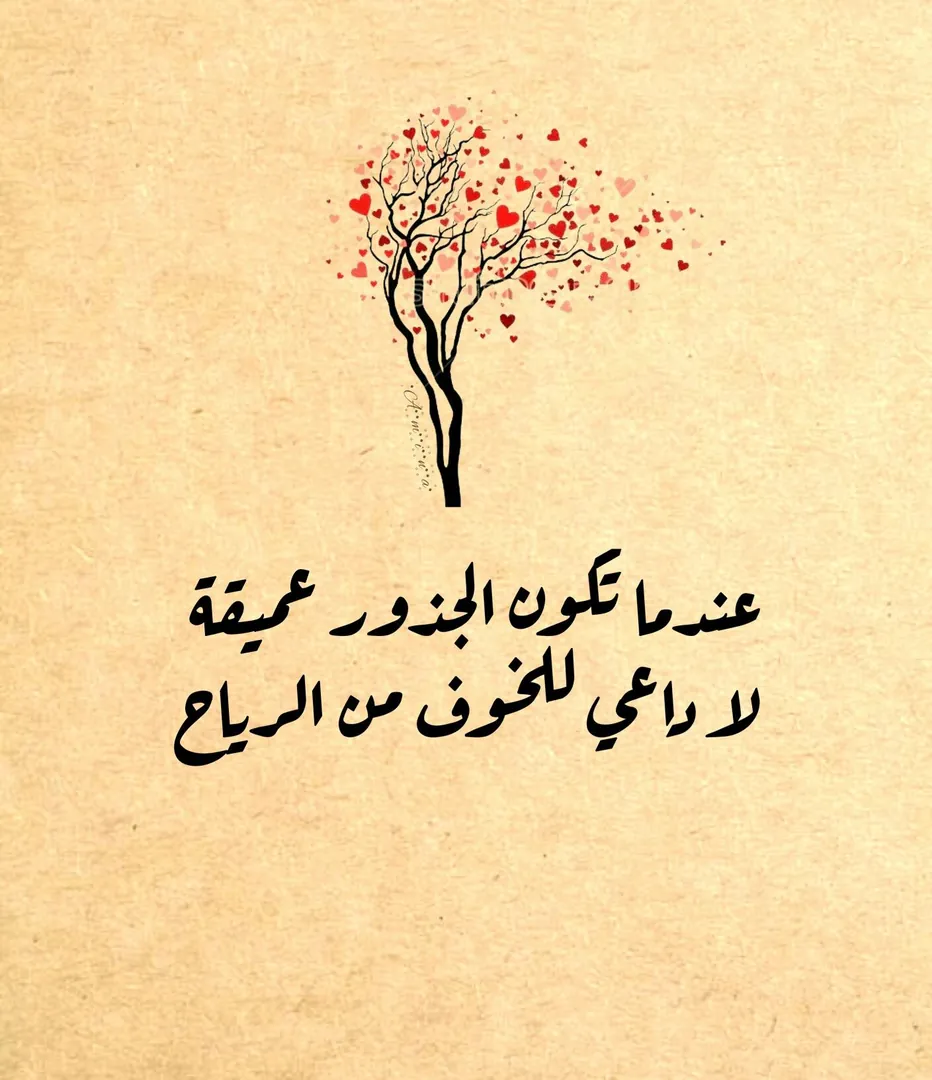 A**m**i**n**a
عندما تكون الجذور عميقة
لا داعي للخوف من الرياح